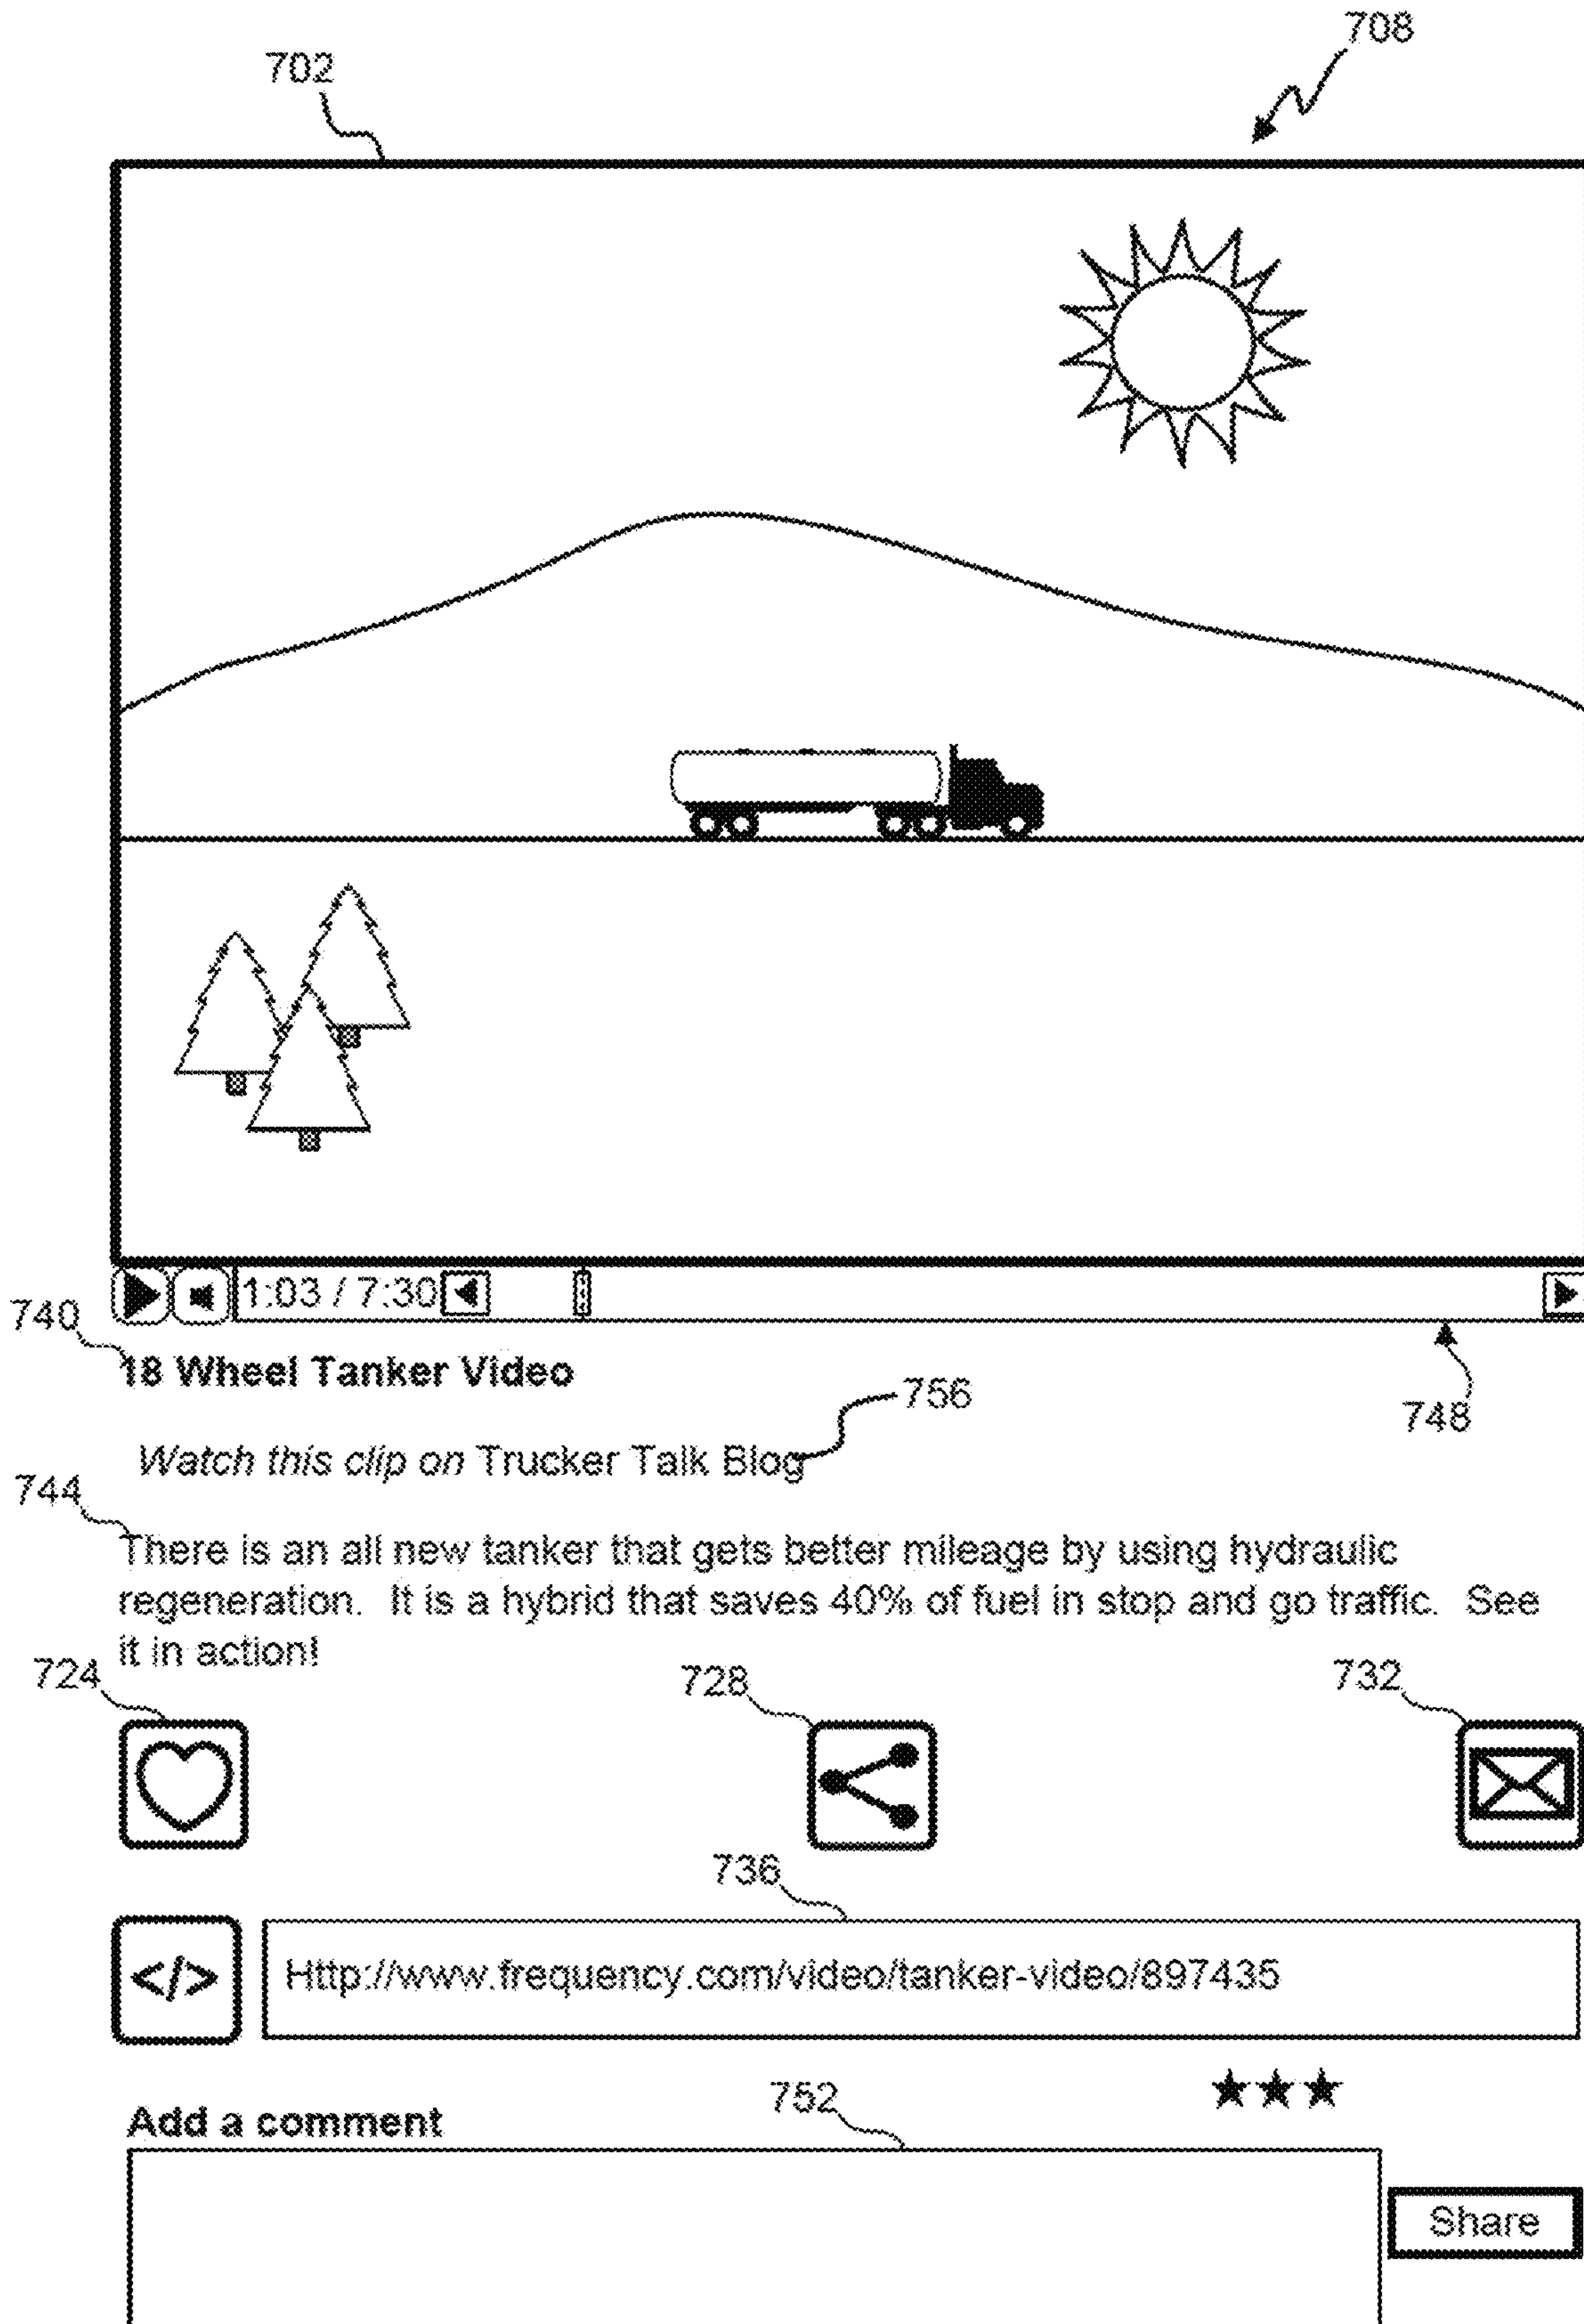 708
702
1:03 / 7:30
740
18 Wheel Tanker Video
756
748
Watch this clip on Trucker Talk Blog
744
There is an all new tanker that gets better mileage by using hydraulic
regeneration. It is a hybrid that saves 40% of fuel in stop and go traffic. See
it in action!
724
728
732
736
</> Http://www.frequency.com/video/tanker-video/897435
752
Add a comment
Share